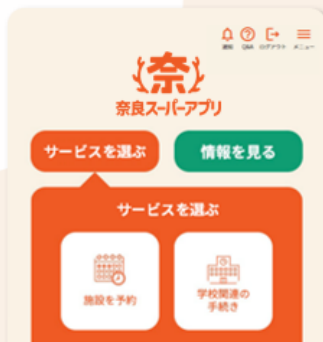 通知 Q&A ログアウト メニュー
奈
奈良スーパーアプリ
サービスを選ぶ 情報を見る
サービスを選ぶ
施設を予約 学校関連の
手続き